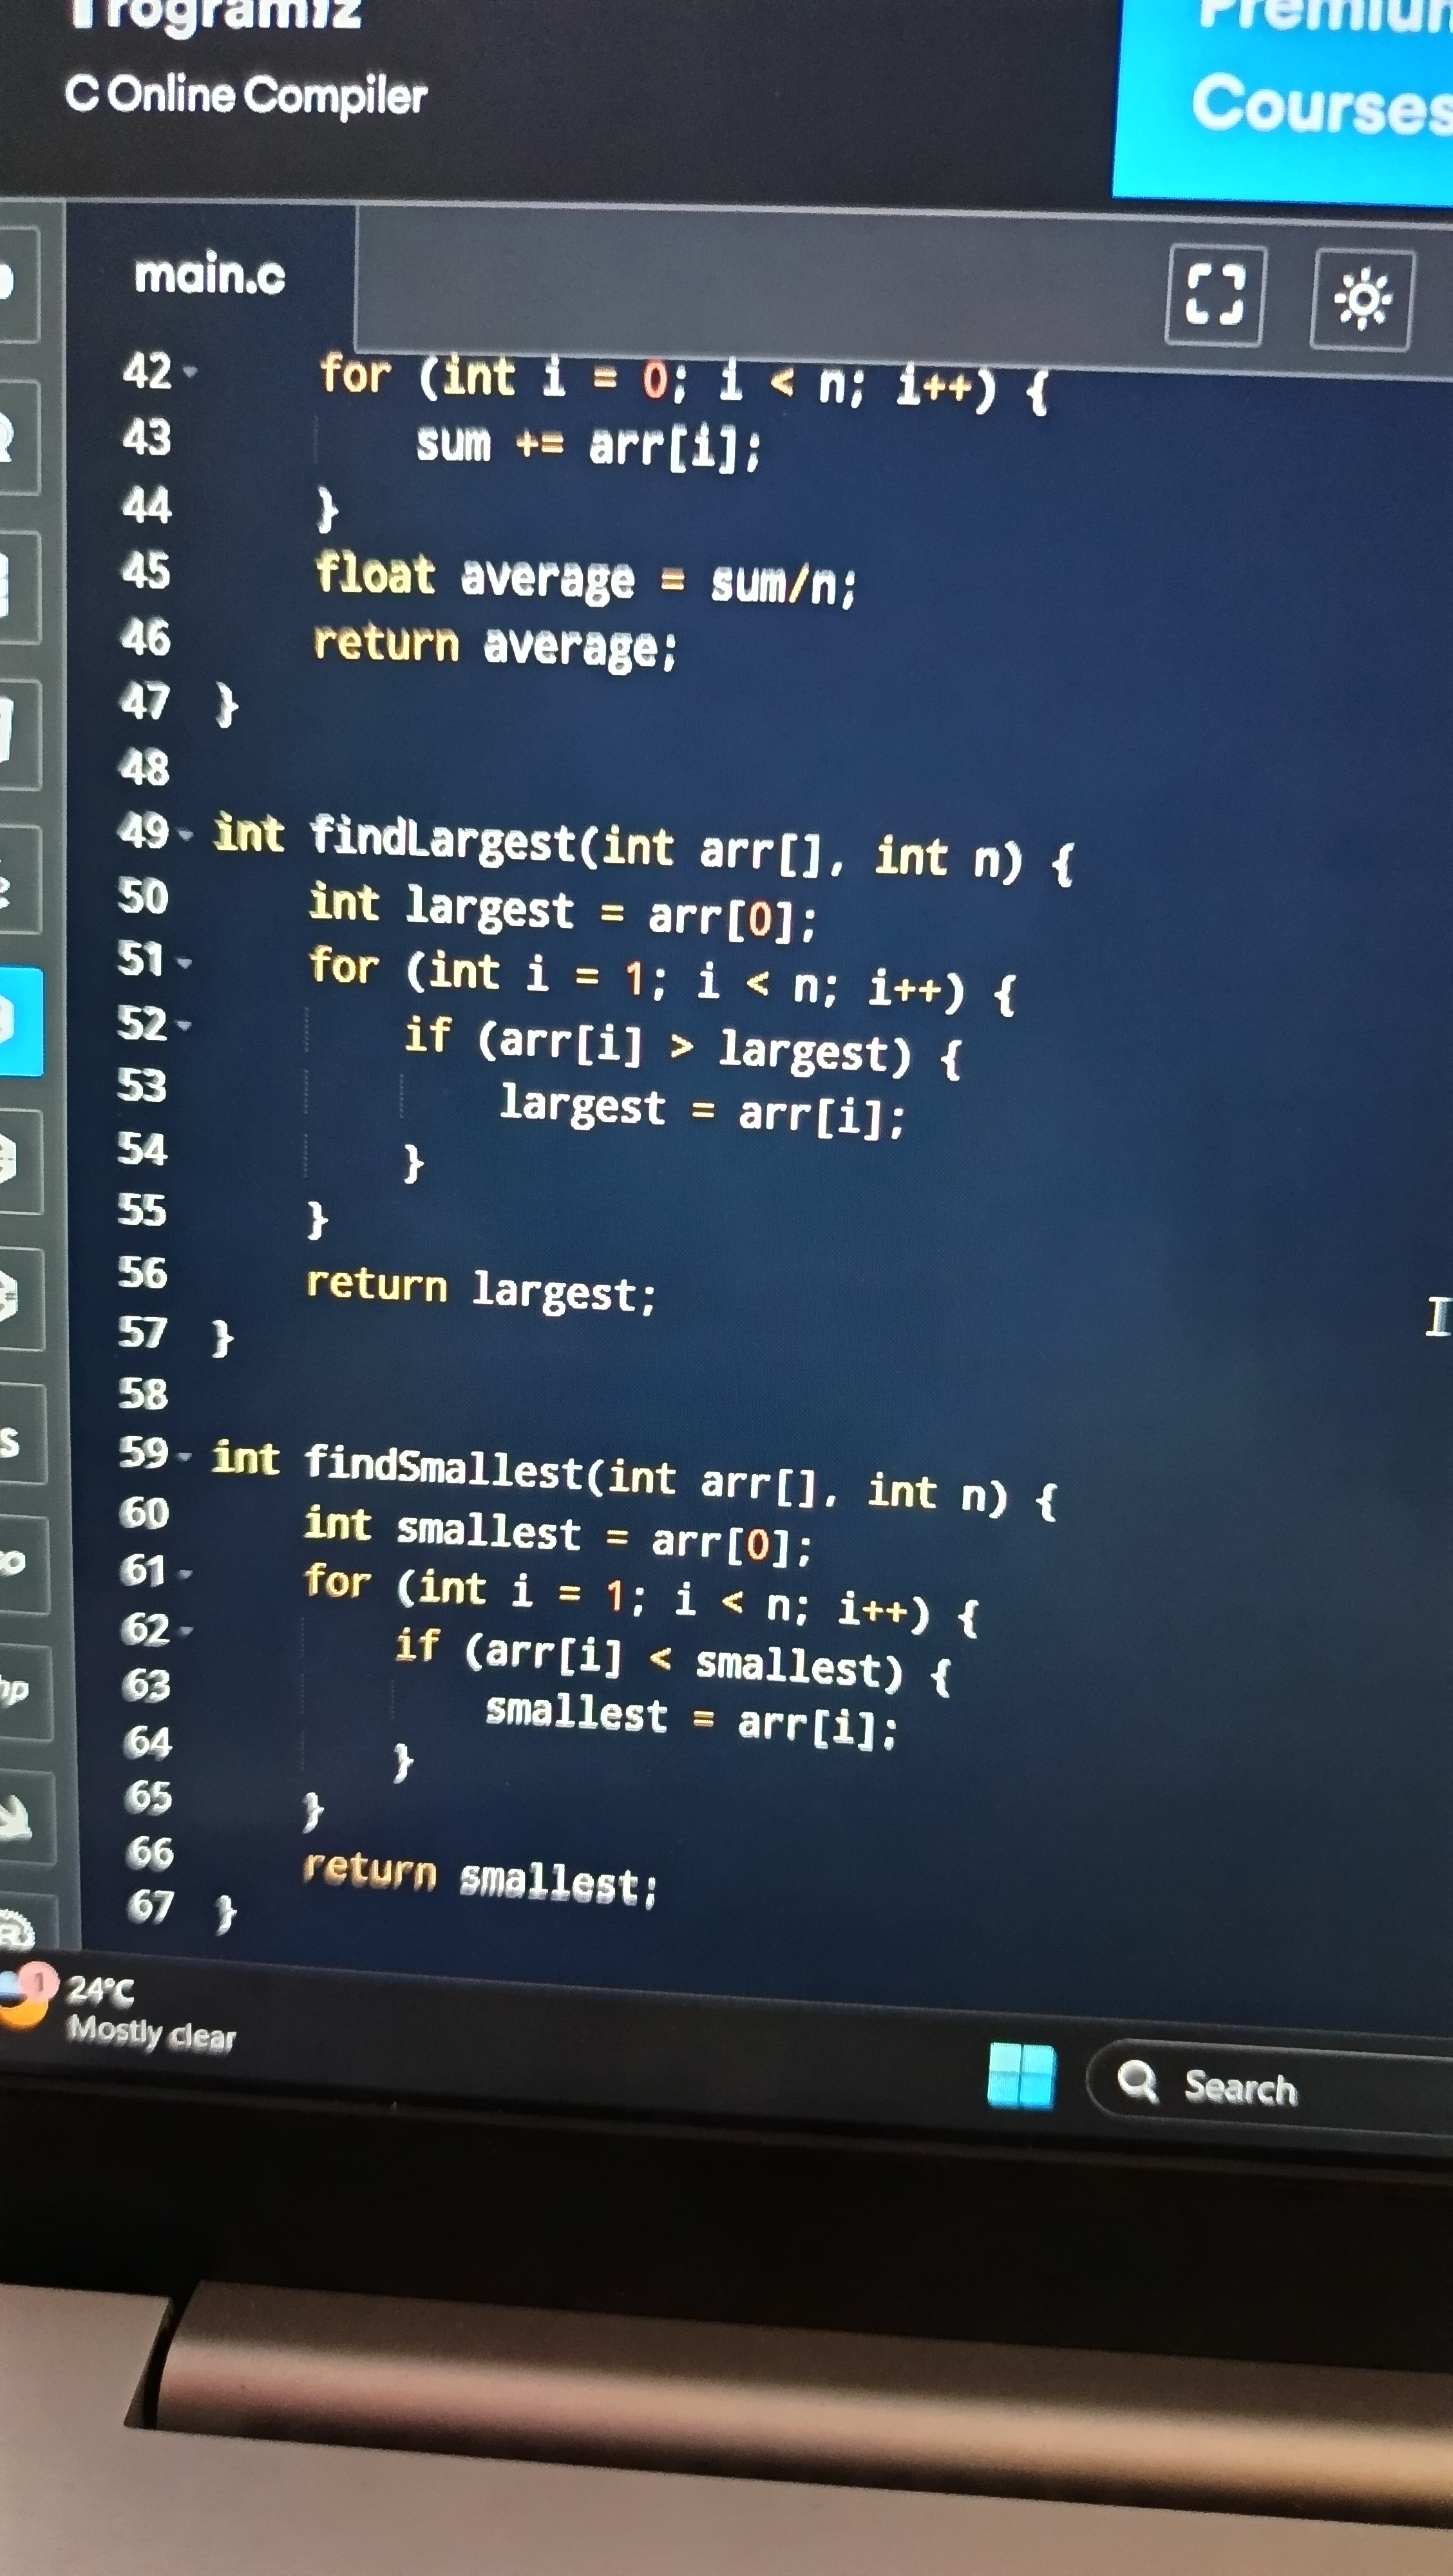 Programiz
C Online Compiler
Premium
Courses
main.c
42 for (int i = 0; i < n; i++) {
43 sum += arr[i];
44 }
45 float average = sum/n;
46 return average;
47 }
48
49 int findLargest(int arr[], int n) {
50 int largest = arr[0];
51 for (int i = 1; i < n; i++) {
52 if (arr[i] > largest) {
53 largest = arr[i];
54 }
55 }
56 return largest;
57 }
58
59 int findSmallest(int arr[], int n) {
60 int smallest = arr[0];
61 for (int i = 1; i < n; i++) {
62 if (arr[i] < smallest) {
63 smallest = arr[i];
64 }
65 }
66 return smallest;
67 }
1
24°C
Mostly clear
Search